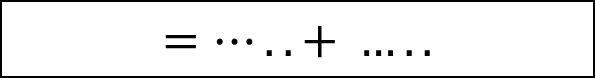 = ⋯ . . + … . .